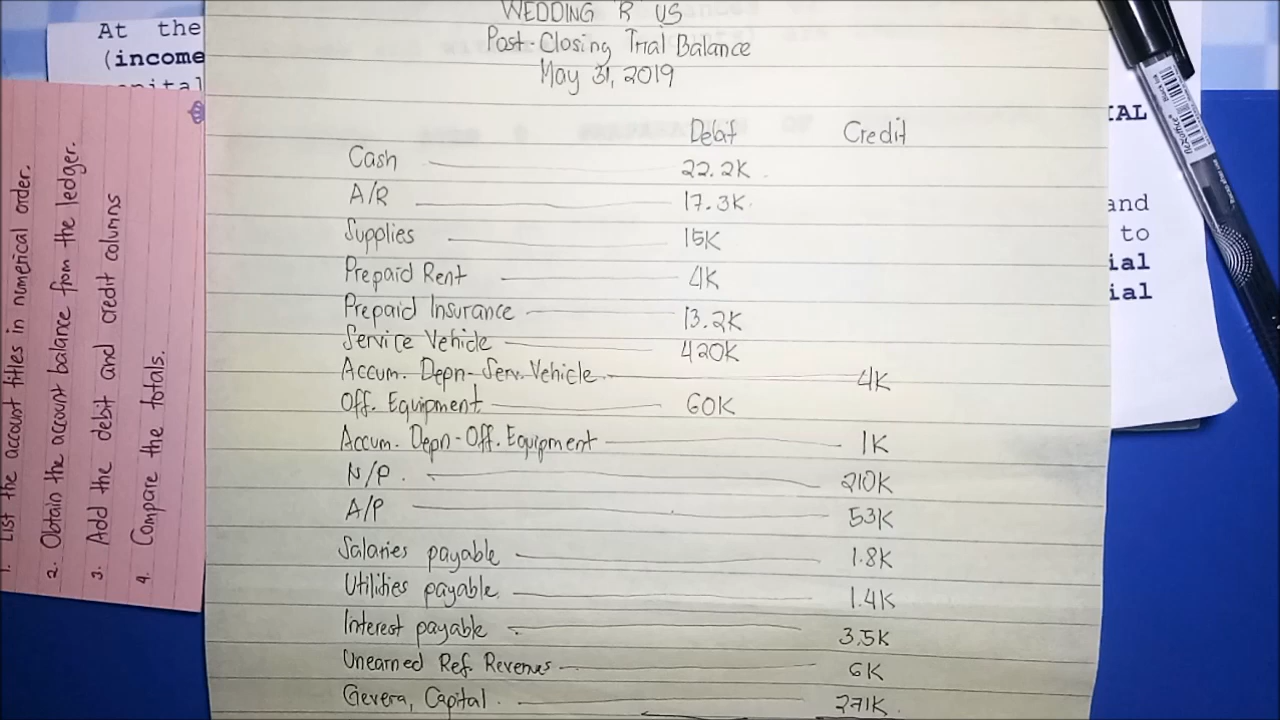 WEDDING R US
Post-Closing Trial Balance
May 31, 2019
Debit Credit
Cash 22.2K
A/R 17.3K
Supplies 15K
Prepaid Rent 4K
Prepaid Insurance 13.2K
Service Vehicle 420K
Accum. Depn-Serv. Vehicle 4K
Off. Equipment 60K
Accum. Depn-Off. Equipment 1K
N/P. 210K
A/P 53K
Salaries payable 1.8K
Utilities payable 1.4K
Interest payable 3.5K
Unearned Ref. Revenues 6K
Gevera, Capital 271K
1. List the account titles in numerical order.
2. Obtain the account balance from the ledger.
3. Add the debit and credit columns
4. Compare the totals.
At the
(income
and
to